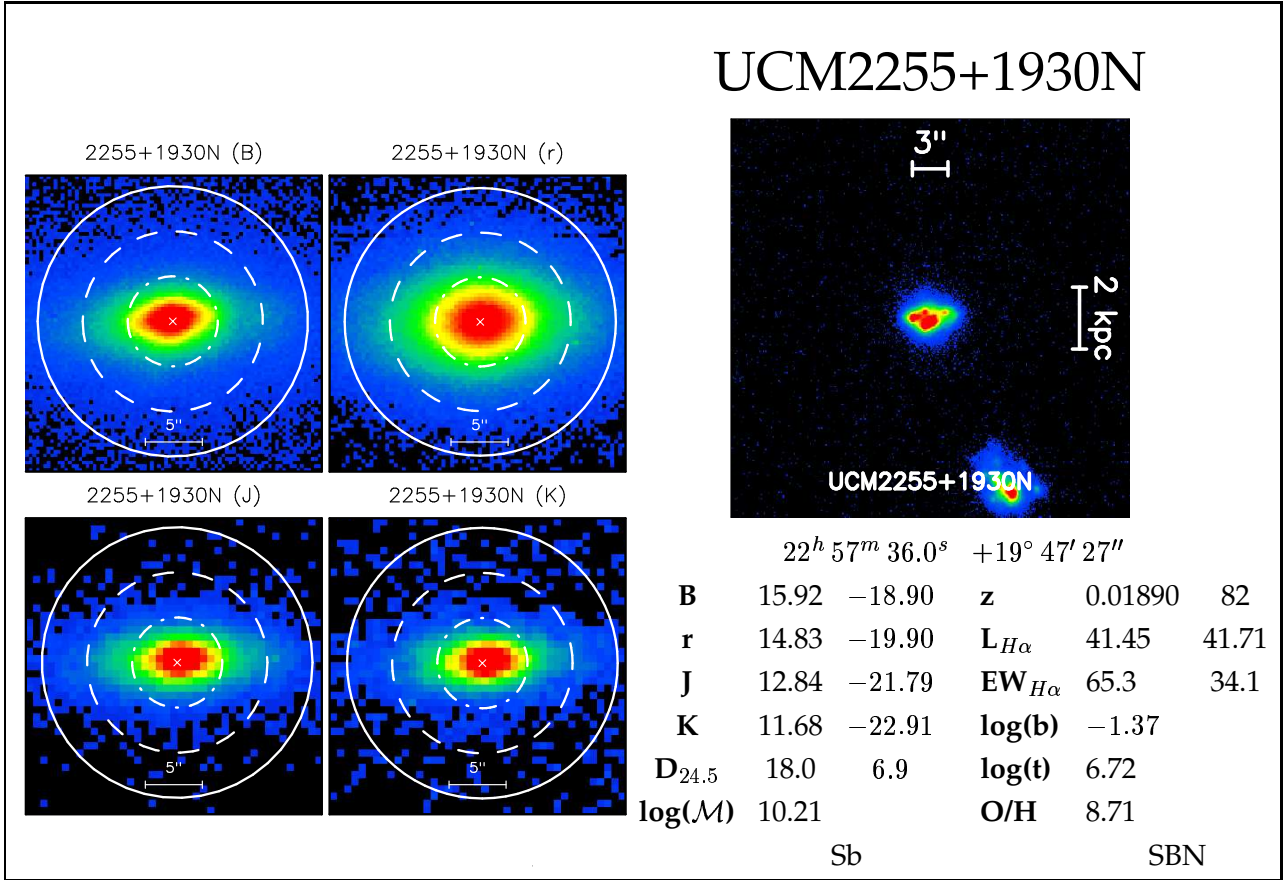 UCM2255+1930N
2255+1930N (B)
2255+1930N (r)
5"
5"
2255+1930N (J)
2255+1930N (K)
5"
5"
3"
2 kpc
UCM2255+1930N
22ʰ 57ᵐ 36.0ˢ +19° 47′ 27″
B 15.92 −18.90 z 0.01890 82
r 14.83 −19.90 L_Hα 41.45 41.71
J 12.84 −21.79 EW_Hα 65.3 34.1
K 11.68 −22.91 log(b) −1.37
D_24.5 18.0 6.9 log(t) 6.72
log(ℳ) 10.21 O/H 8.71
Sb SBN